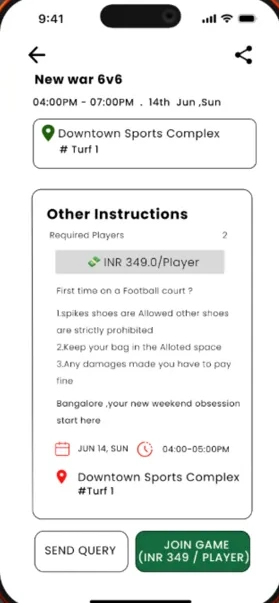 9:41
New war 6v6
04:00PM - 07:00PM . 14th Jun ,Sun
Downtown Sports Complex
# Turf 1
Other Instructions
Required Players 2
INR 349.0/Player
First time on a Football court ?
1.spikes shoes are Allowed other shoes
are strictly prohibited
2.Keep your bag in the Alloted space
3.Any damages made you have to pay
fine
Bangalore ,your new weekend obsession
start here
JUN 14, SUN 04:00-05:00PM
Downtown Sports Complex
#Turf 1
SEND QUERY
JOIN GAME
(INR 349 / PLAYER)